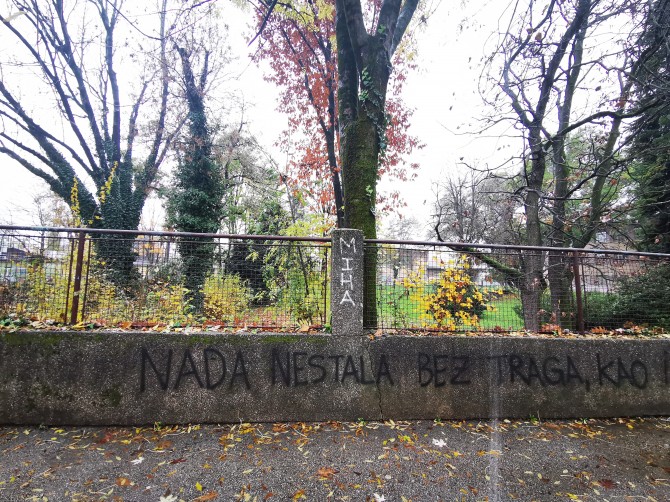 MIHA
NADA NESTALA BEZ TRAGA, KAO